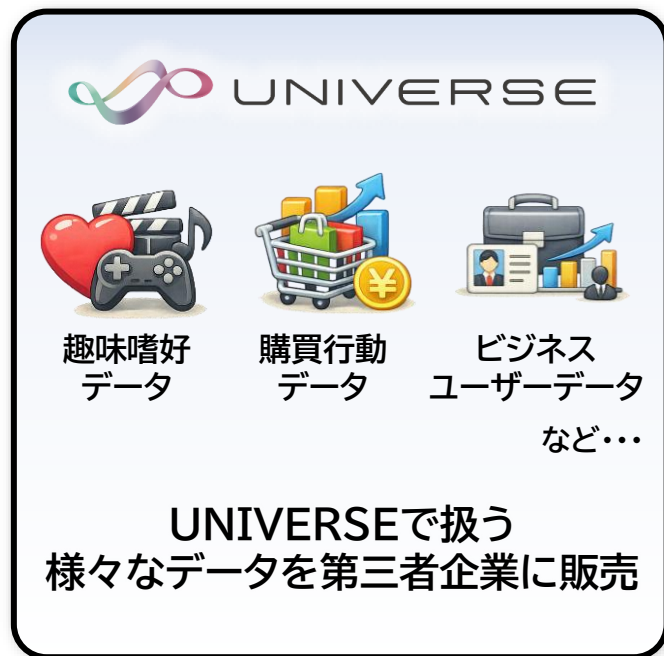 UNIVERSE
趣味嗜好
データ
購買行動
データ
ビジネス
ユーザーデータ
など・・・
UNIVERSEで扱う
様々なデータを第三者企業に販売